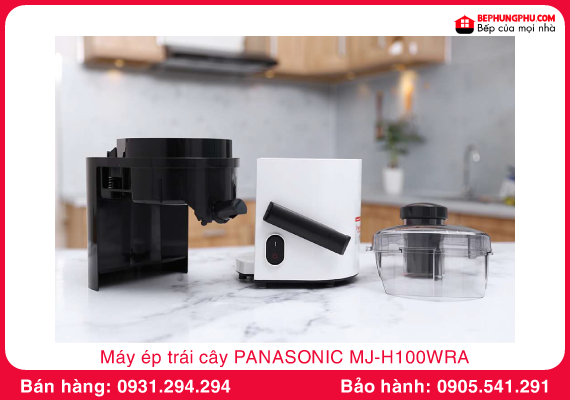 BEPHUNGPHU.COM
Bếp của mọi nhà
Máy ép trái cây PANASONIC MJ-H100WRA
Bán hàng: 0931.294.294
Bảo hành: 0905.541.291